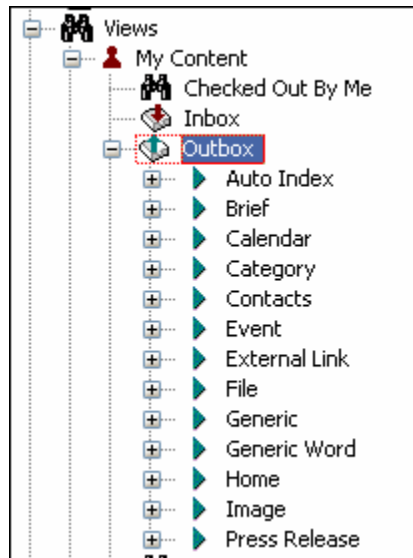 Views
My Content
Checked Out By Me
Inbox
Outbox
Auto Index
Brief
Calendar
Category
Contacts
Event
External Link
File
Generic
Generic Word
Home
Image
Press Release